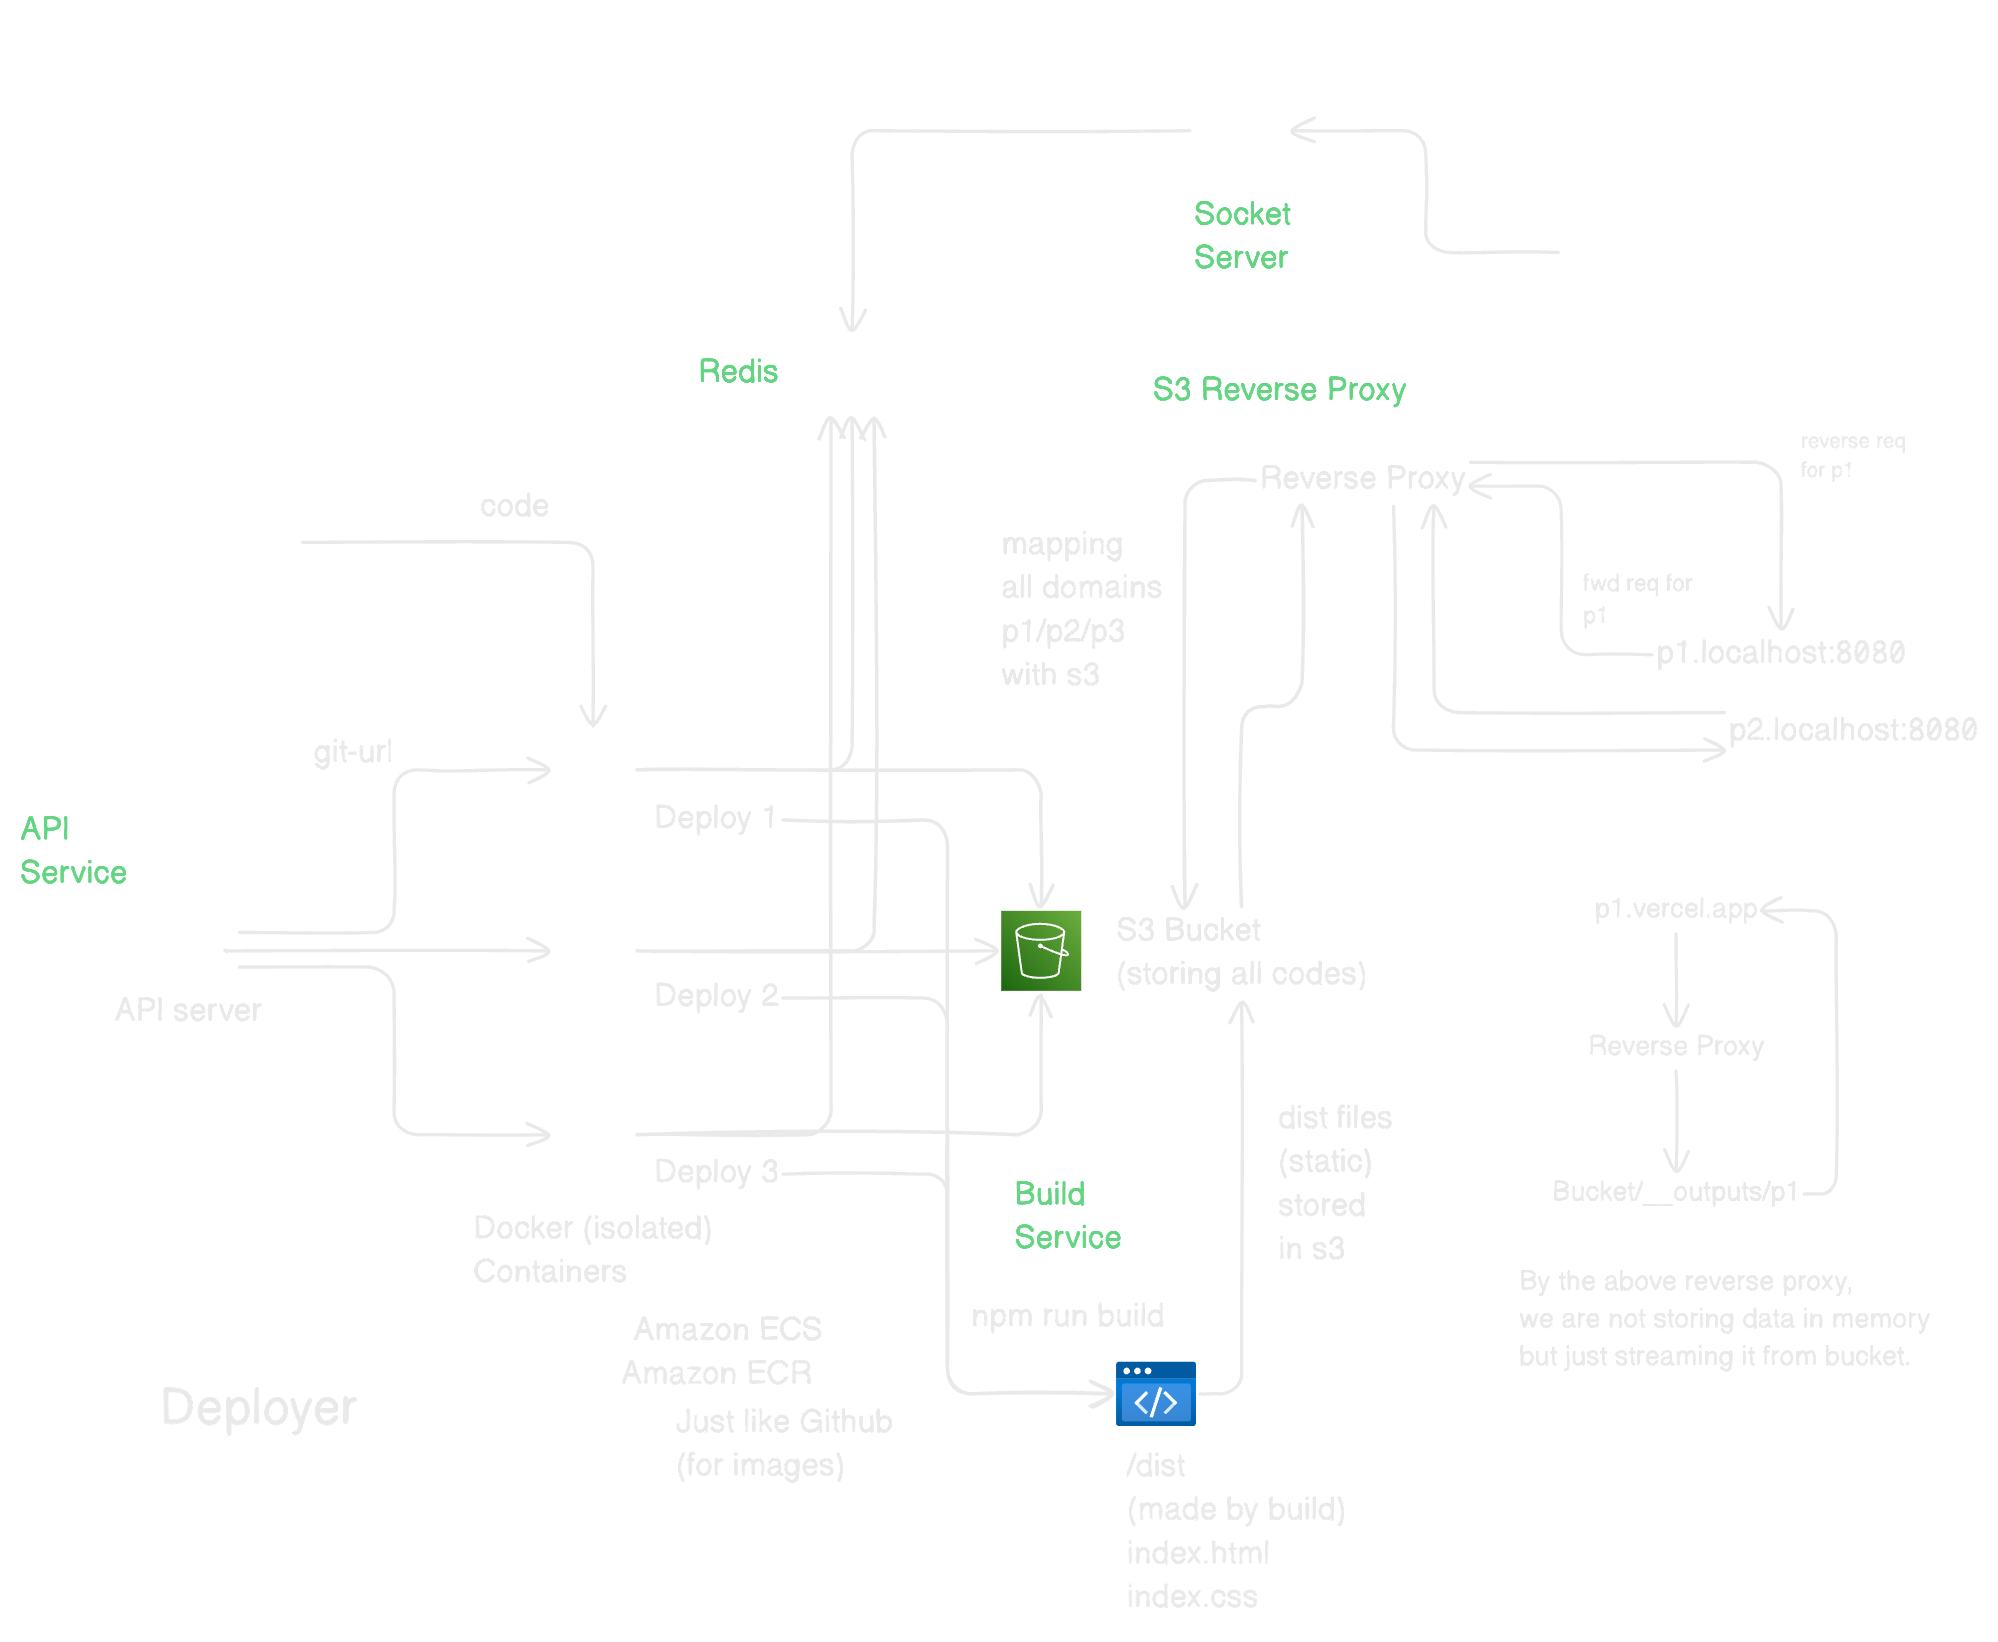 Socket
Server
Redis
S3 Reverse Proxy
reverse req
for p1
Reverse Proxy
code
mapping
all domains
p1/p2/p3
with s3
fwd req for
p1
p1.localhost:8080
p2.localhost:8080
git-url
Deploy 1
API
Service
p1.vercel.app
S3 Bucket
(storing all codes)
Deploy 2
API server
Reverse Proxy
dist files
(static)
stored
in s3
Deploy 3
Build
Service
Bucket/__outputs/p1
Docker (isolated)
Containers
By the above reverse proxy,
we are not storing data in memory
but just streaming it from bucket.
Amazon ECS
Amazon ECR
npm run build
Deployer
Just like Github
(for images)
</>
/dist
(made by build)
index.html
index.css